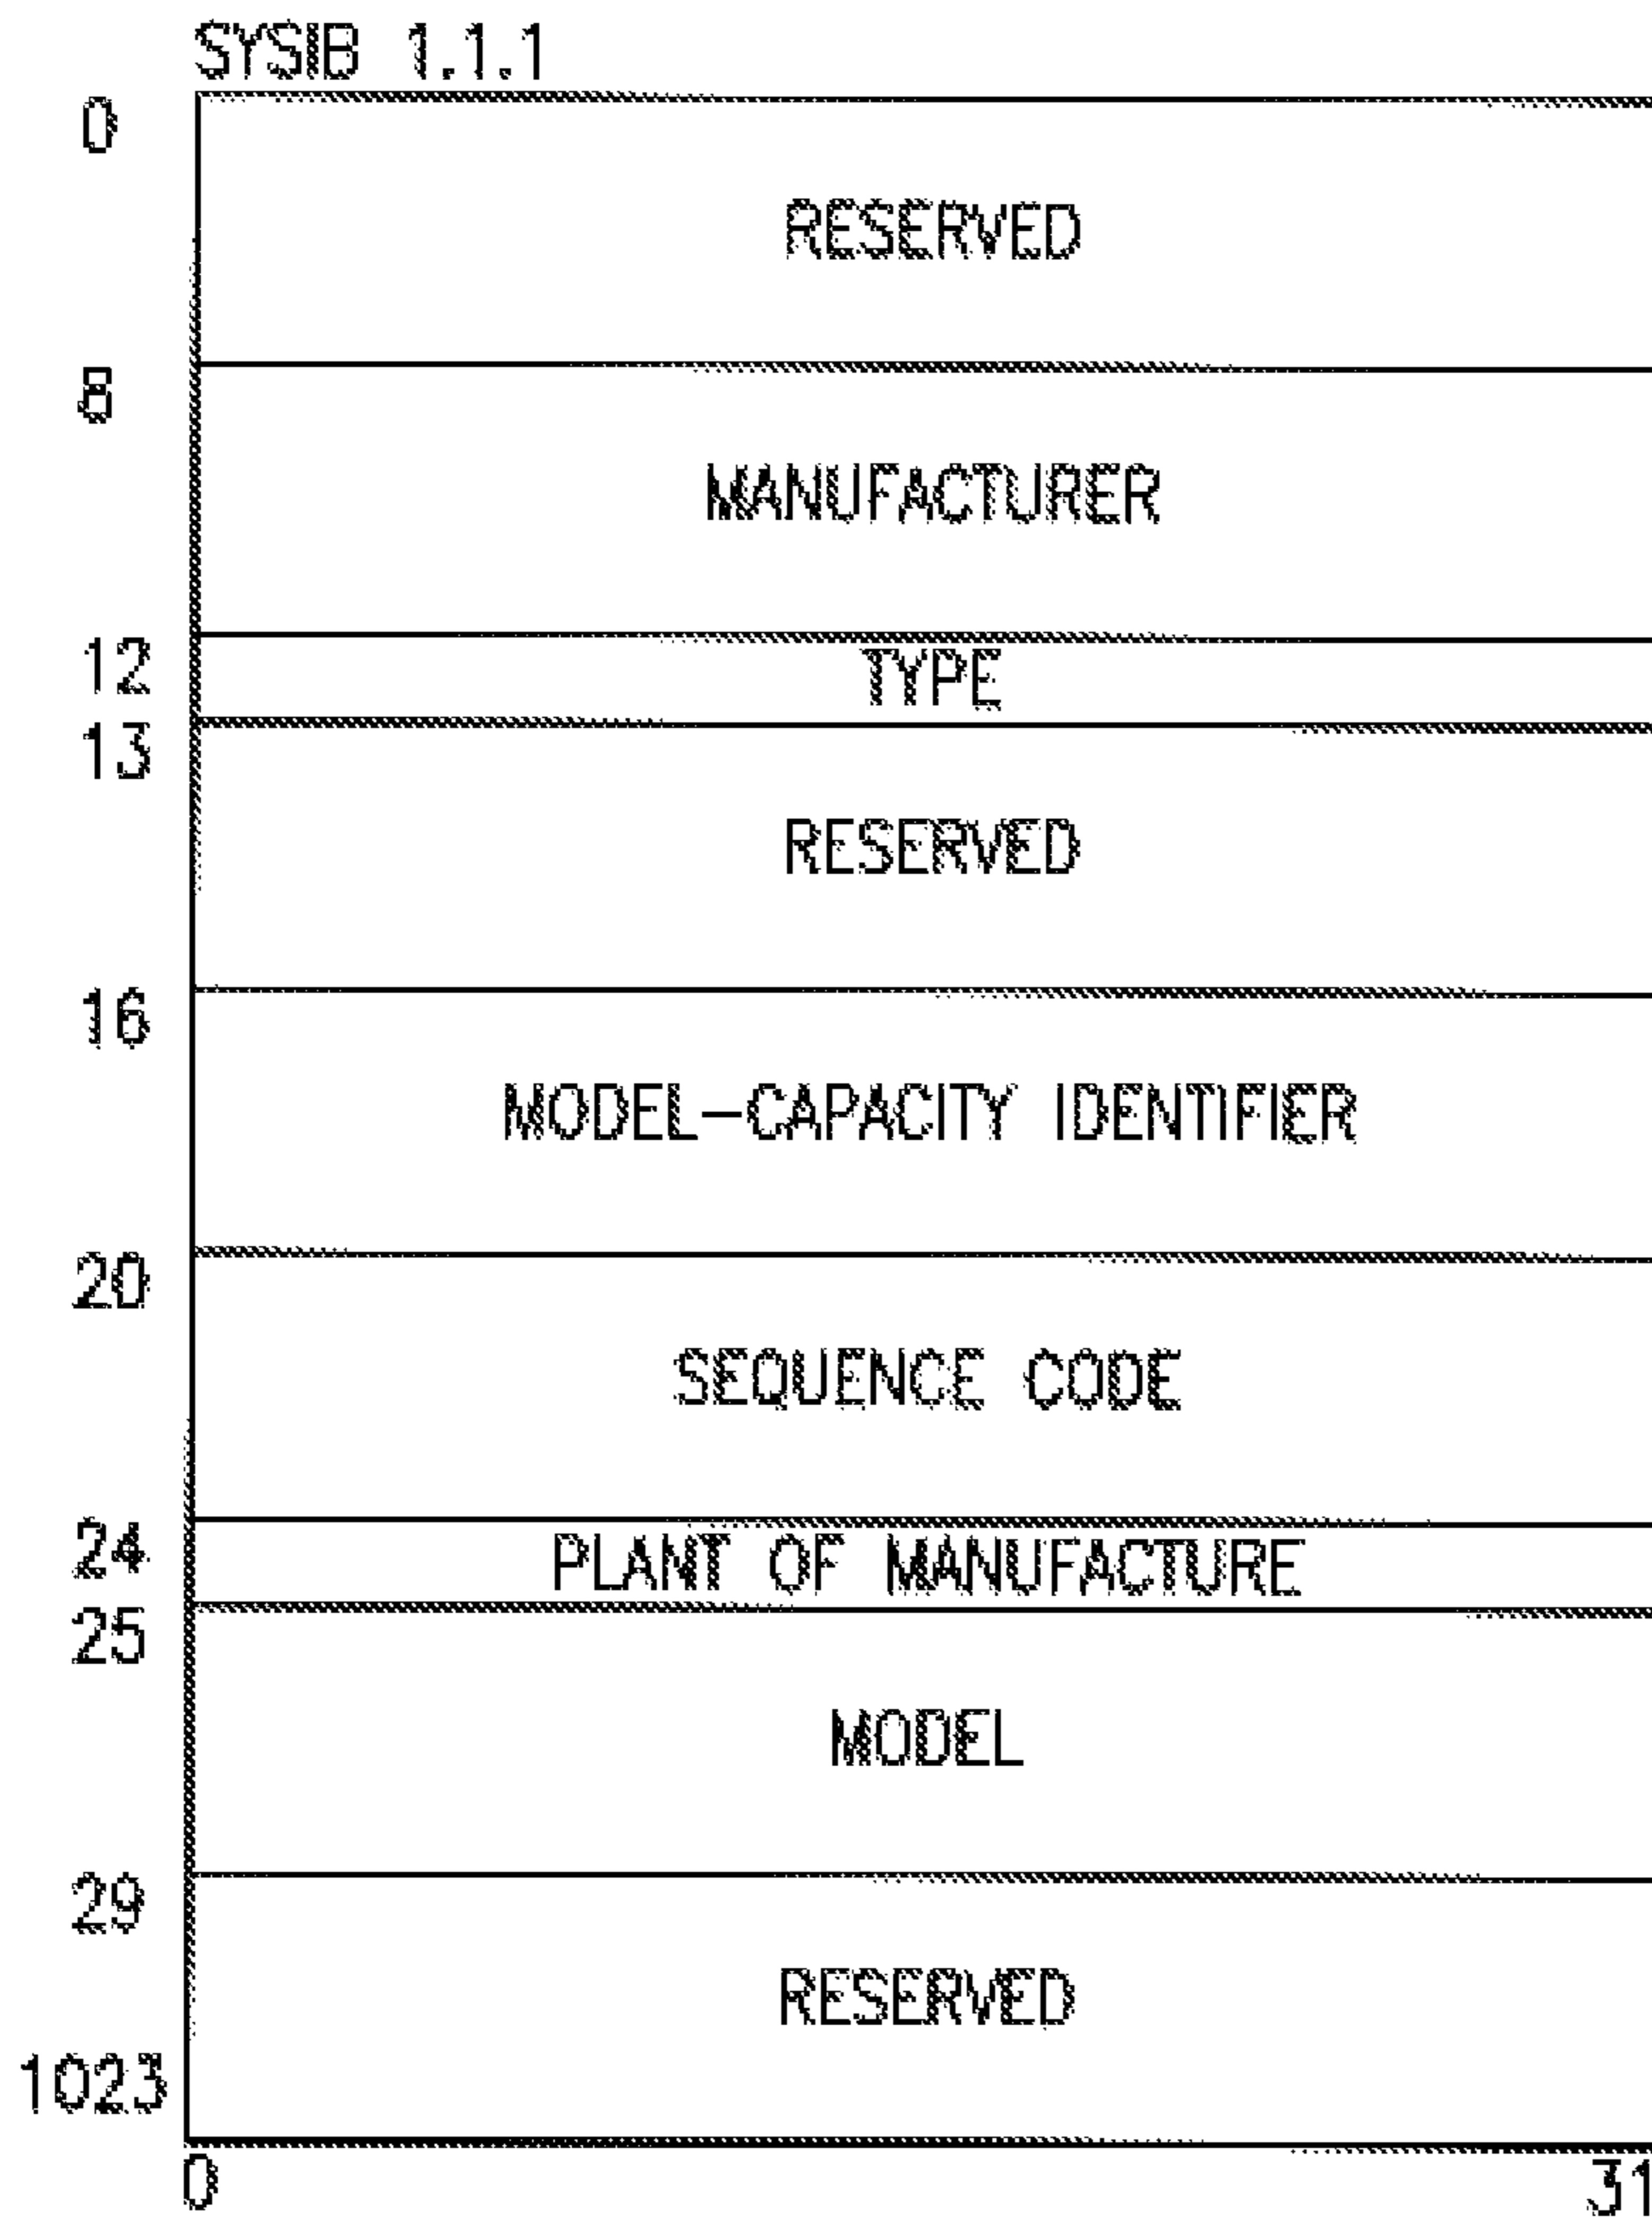 SYSIB 1.1.1
0
RESERVED
8
MANUFACTURER
12 TYPE
13
RESERVED
16
MODEL-CAPACITY IDENTIFIER
20
SEQUENCE CODE
24 PLANT OF MANUFACTURE
25
MODEL
29
RESERVED
1023
0 31